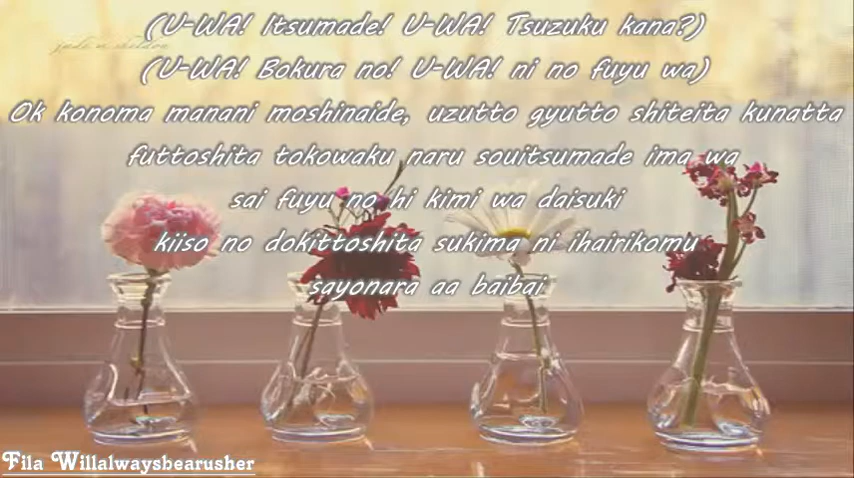 (U-WA! Itsumade! U-WA! Tsuzuku kana?)
(U-WA! Bokura no! U-WA! ni no fuyu wa)
Ok konoma manani moshinaide, uzutto gyutto shiteita kunatta
futtoshita tokowaku naru souitsumade ima wa
sai fuyu no hi kimi wa daisuki
kiiso no dokittoshita sukima ni ihairikomu
sayonara aa baibai
Fila Willalwaysbearusher